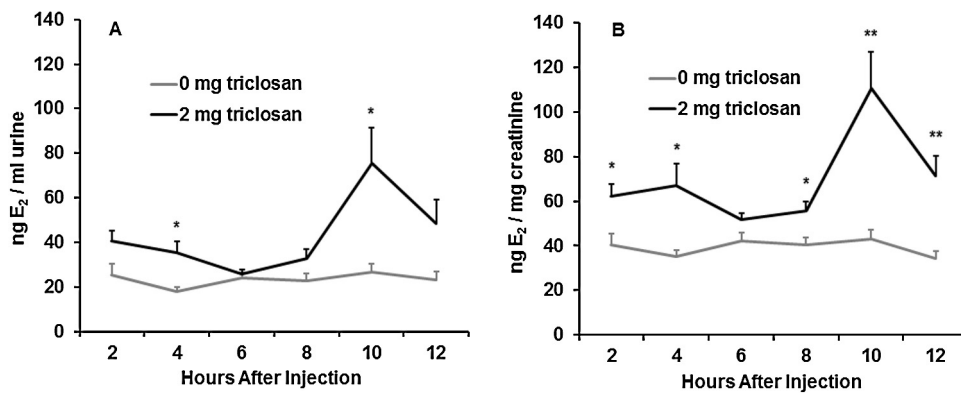 A
140
120
100
80
60
40
20
0
ng E₂ / ml urine
0 mg triclosan
2 mg triclosan
*
*
2 4 6 8 10 12
Hours After Injection
B
140
120
100
80
60
40
20
0
ng E₂ / mg creatinine
0 mg triclosan
2 mg triclosan
*
*
*
**
**
2 4 6 8 10 12
Hours After Injection